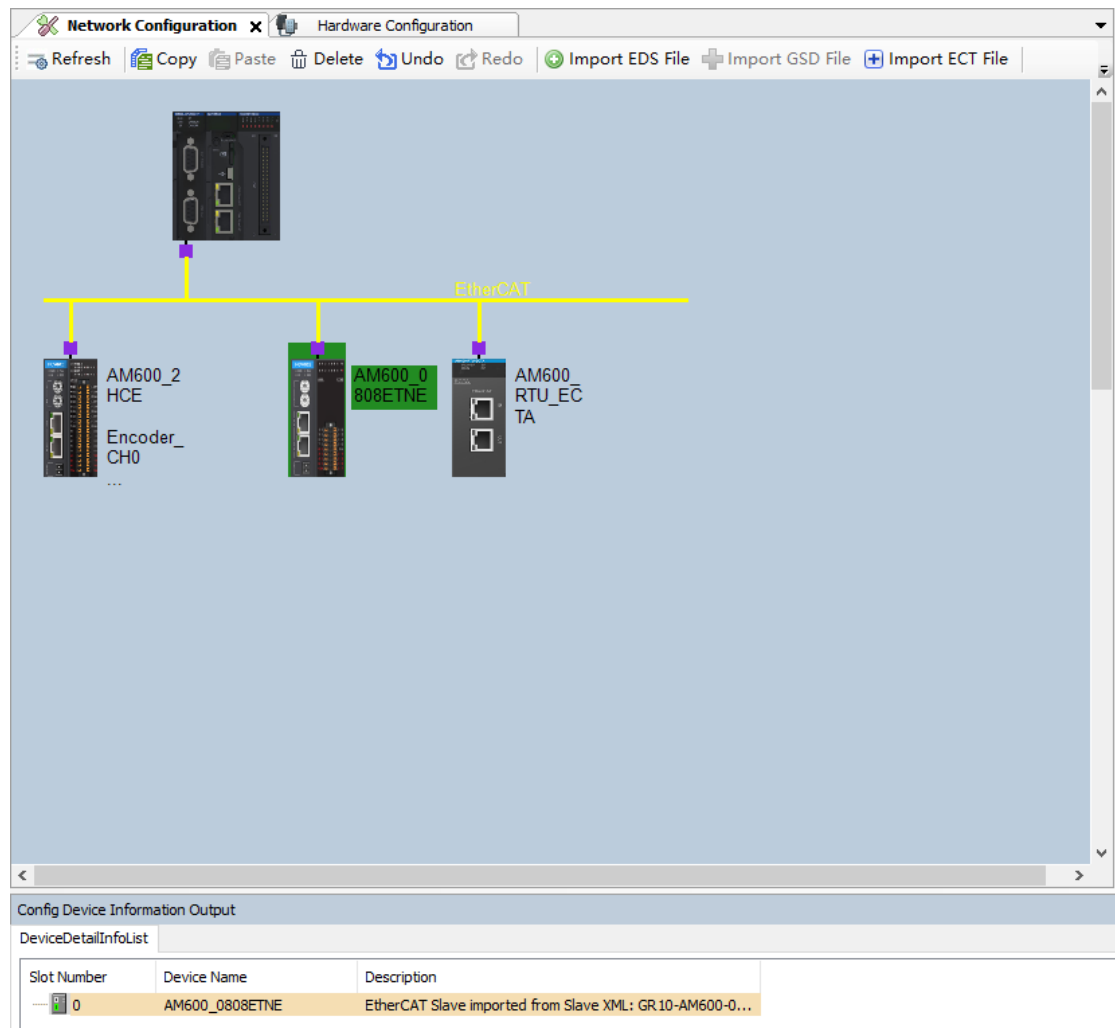 Network Configuration
Hardware Configuration
Refresh Copy Paste Delete Undo Redo Import EDS File Import GSD File Import ECT File
EtherCAT
AM600_2
HCE
Encoder_
CH0
...
AM600_0
808ETNE
AM600_
RTU_EC
TA
Config Device Information Output
DeviceDetailInfoList
Slot Number Device Name Description
0 AM600_0808ETNE EtherCAT Slave imported from Slave XML: GR10-AM600-0...